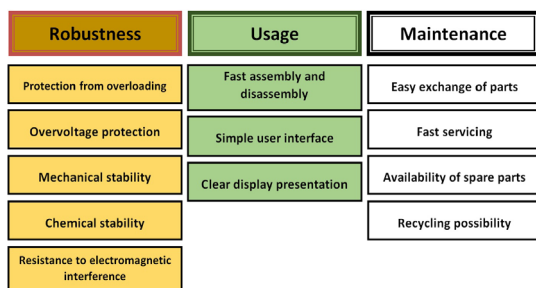 Robustness
Protection from overloading
Overvoltage protection
Mechanical stability
Chemical stability
Resistance to electromagnetic
interference
Usage
Fast assembly and
disassembly
Simple user interface
Clear display presentation
Maintenance
Easy exchange of parts
Fast servicing
Availability of spare parts
Recycling possibility